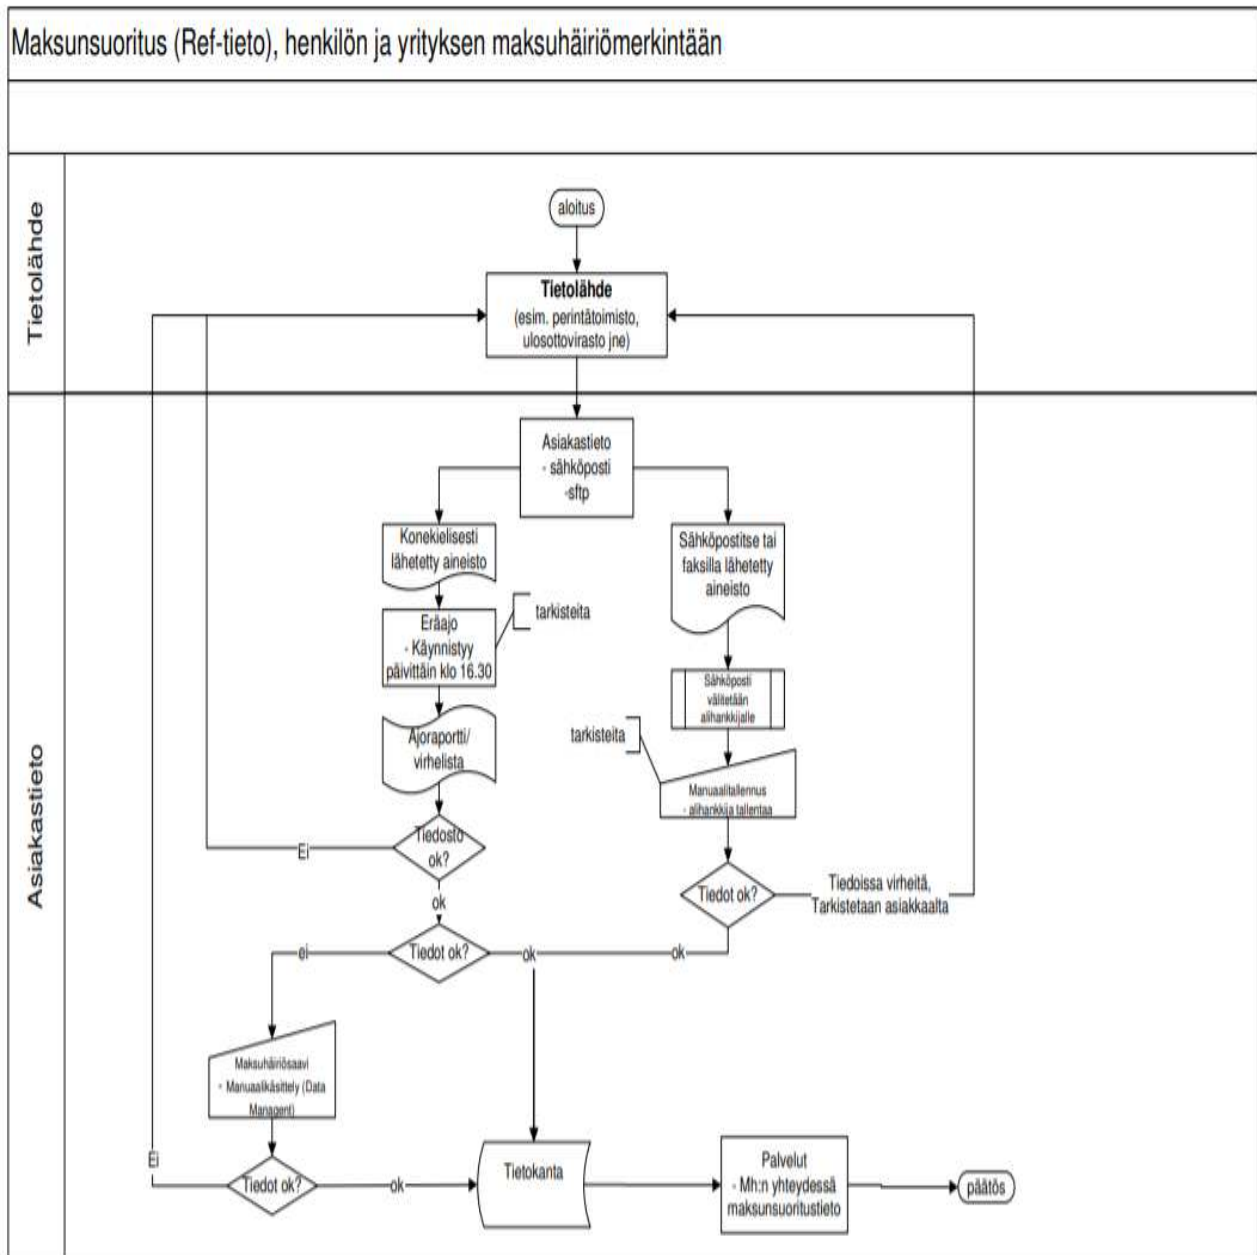 Maksunsuoritus (Ref-tieto), henkilön ja yrityksen maksuhäiriömerkintään
Tietolähde
aloitus
Tietolähde
(esim. perintätoimisto,
ulosottovirasto jne)
Asiakastieto
Asiakastieto
- sähköposti
-sftp
Konekielisesti
lähetetty aineisto
Sähköpostitse tai
faksilla lähetetty
aineisto
Eräajo
- Käynnistyy
päivittäin klo 16.30
tarkisteita
Sähköposti
välitetään
alihankkijalle
Ajoraportti/
virhelista
tarkisteita
Manuaalitallennus
- alihankkija tallentaa
Tiedosto
ok?
Ei
Tiedot ok?
Tiedoissa virheitä,
Tarkistetaan asiakkaalta
ok
Tiedot ok?
ei
ok
ok
Maksuhäiriösaavi
- Manuaalikäsittely (Data
Managent)
Tiedot ok?
Ei
ok
Tietokanta
Palvelut
- Mh:n yhteydessä
maksunsuoritustieto
päätös